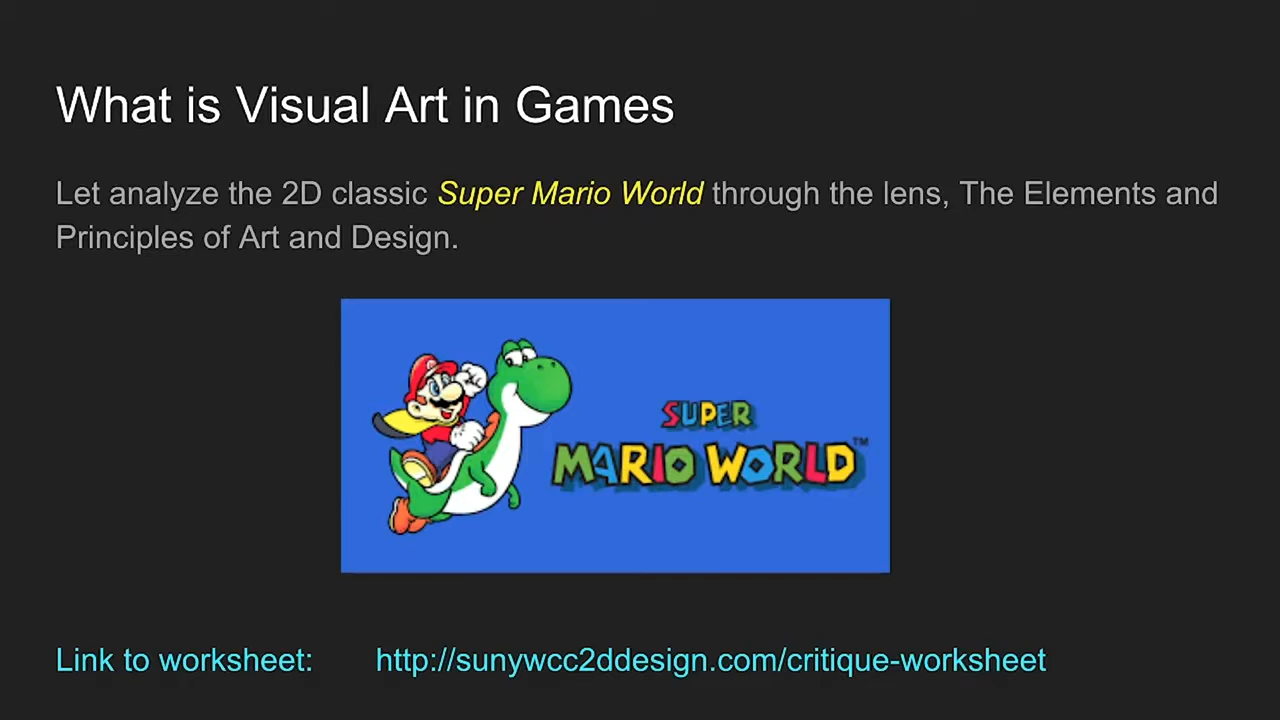 What is Visual Art in Games
Let analyze the 2D classic Super Mario World through the lens, The Elements and
Principles of Art and Design.
SUPER
MARIO WORLD™
Link to worksheet: http://sunywcc2ddesign.com/critique-worksheet